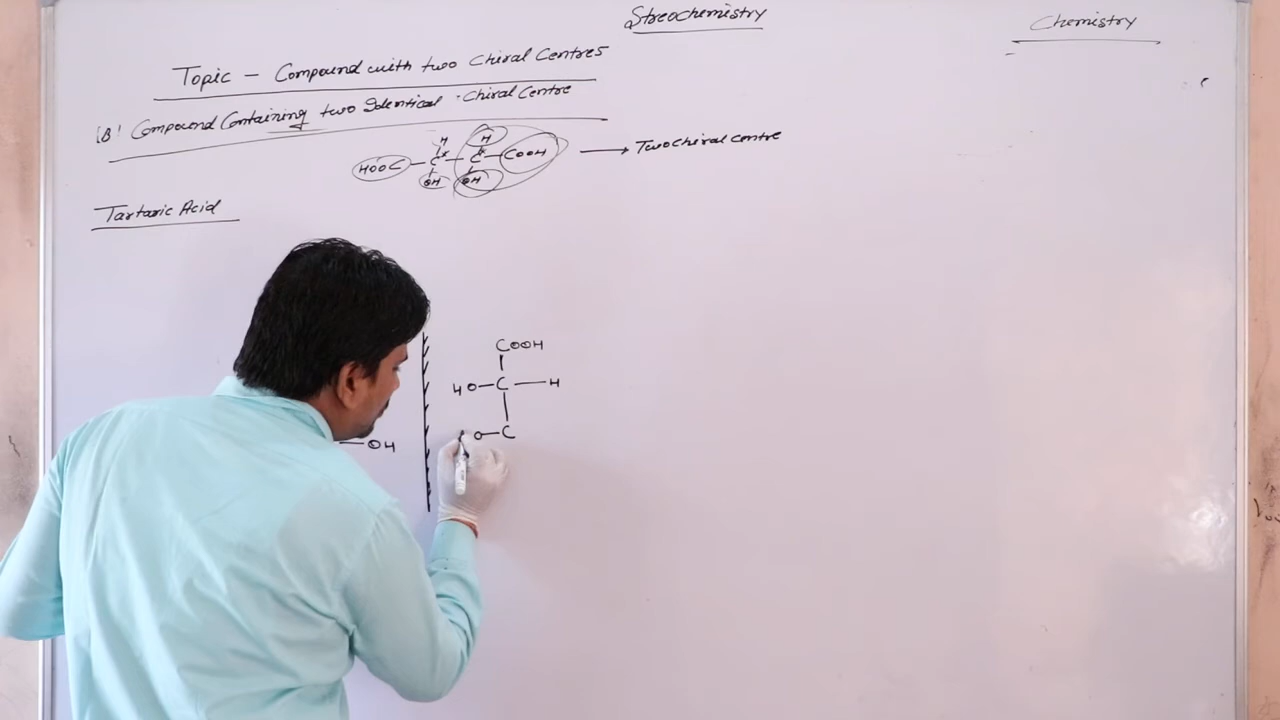 Streochemistry
Chemistry
Topic - Compound with two Chiral Centres
(B) Compound Containing two Identical Chiral Centre
H H
HOOC - C* - C* - COOH → Two chiral centre
OH OH
Tartaric Acid
COOH
HO - C - H
OH
O - C